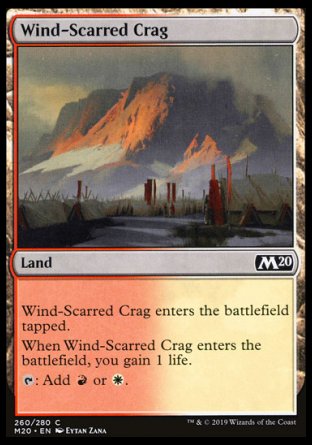 Wind-Scarred Crag
Land
M20
Wind-Scarred Crag enters the battlefield
tapped.
When Wind-Scarred Crag enters the
battlefield, you gain 1 life.
: Add or .
260/280 C
M20 • EN Eytan Zana
™ & © 2019 Wizards of the Coast